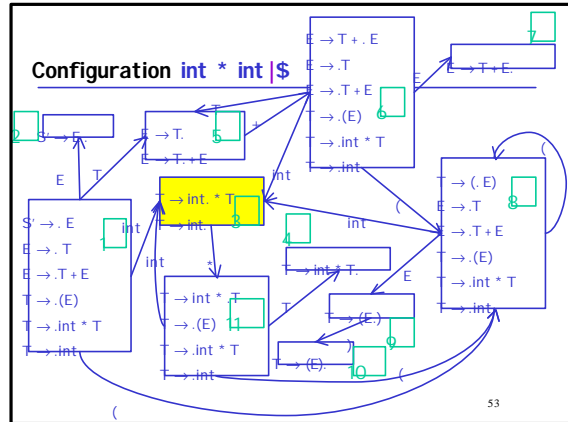 Configuration int * int|$
E → T + . E
E → .T
E → .T + E
T → .(E)
T → .int * T
T → .int
6
E
7
E → T + E.
2
S' → E.
E → T.
E → T. + E
5
T
+
E
T
int
int
T → int. * T
T → int.
3
(
int
(
T → (. E)
E → .T
E → .T + E
T → .(E)
T → .int * T
T → .int
8
S' → . E
E → . T
E → .T + E
T → .(E)
T → .int * T
T → .int
1
int
*
4
T → int * T.
T → int * .T
T → .(E)
T → .int * T
T → .int
11
T
E
T → (E.)
9
)
T → (E).
10
(
(
53